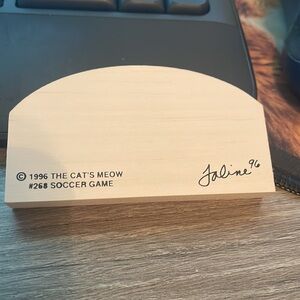 © 1996 THE CAT'S MEOW
#268 SOCCER GAME
Faline 96